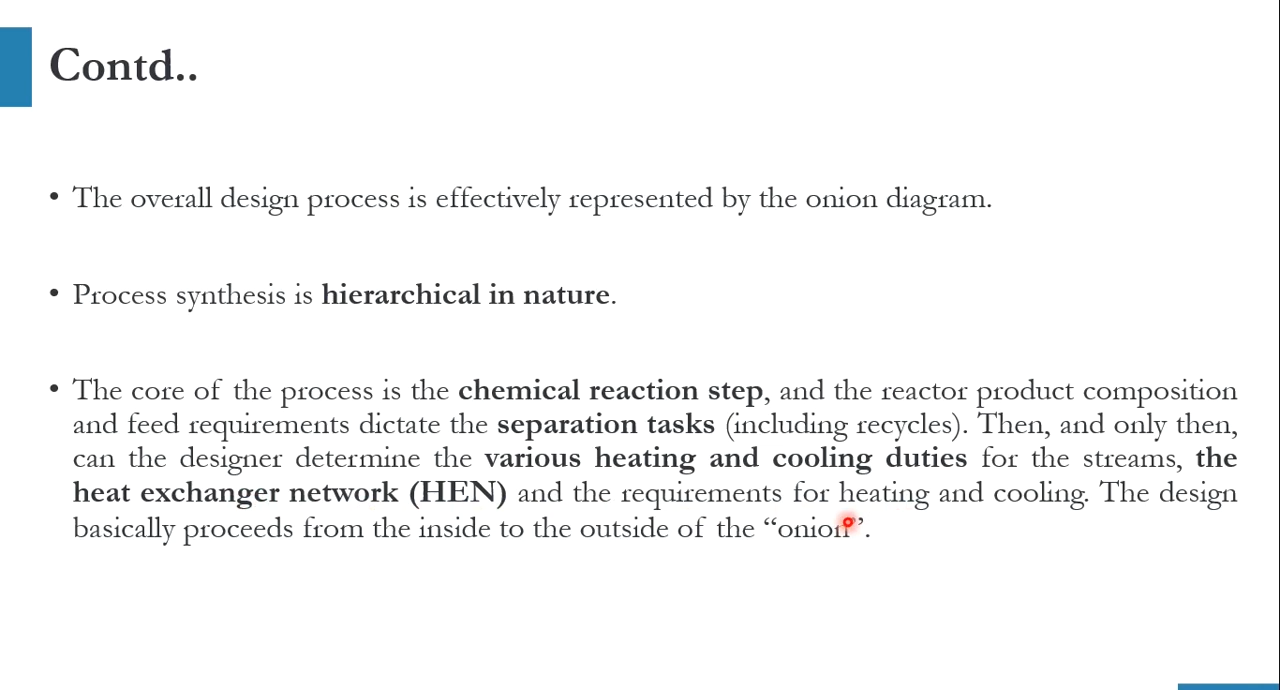 Contd..
• The overall design process is effectively represented by the onion diagram.
• Process synthesis is hierarchical in nature.
• The core of the process is the chemical reaction step, and the reactor product composition
and feed requirements dictate the separation tasks (including recycles). Then, and only then,
can the designer determine the various heating and cooling duties for the streams, the
heat exchanger network (HEN) and the requirements for heating and cooling. The design
basically proceeds from the inside to the outside of the “onion”.